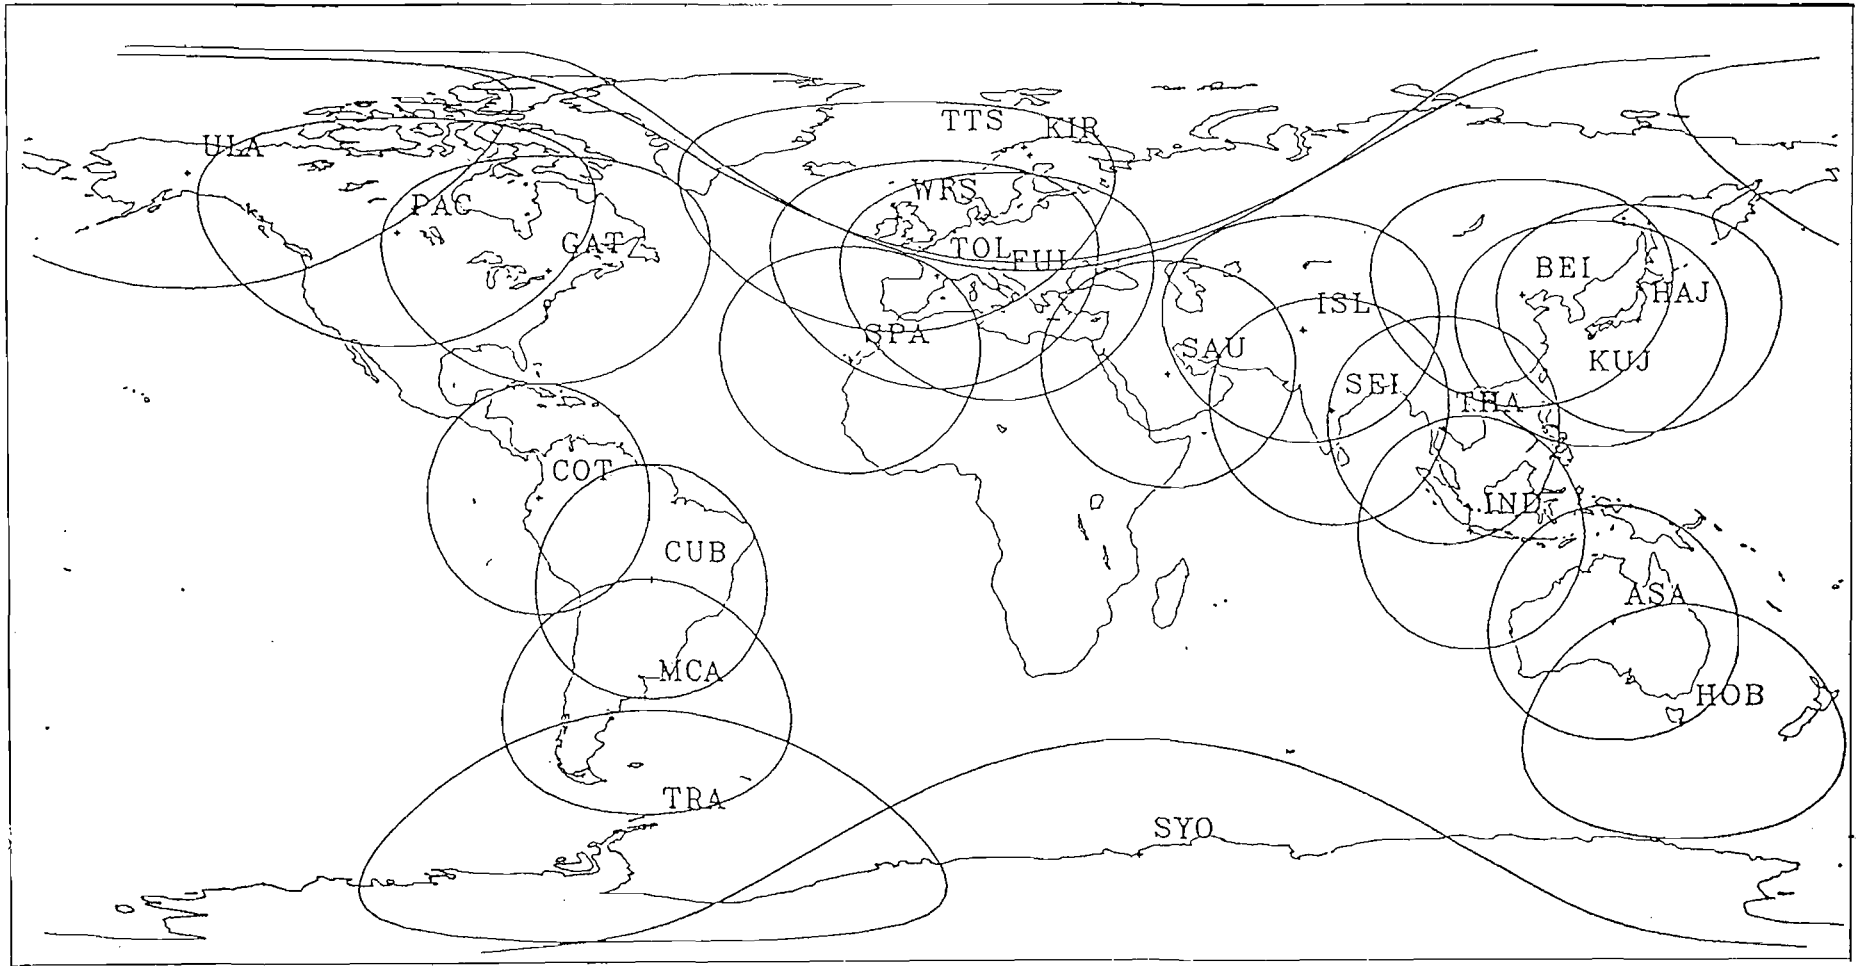 TTS
KIR
ULA
WRS
PAC
GAT
TOL
FUI
BEI
HAJ
ISL
SPA
SAU
KUJ
SEI
THA
COT
IND
CUB
ASA
MCA
HOB
TRA
SYO